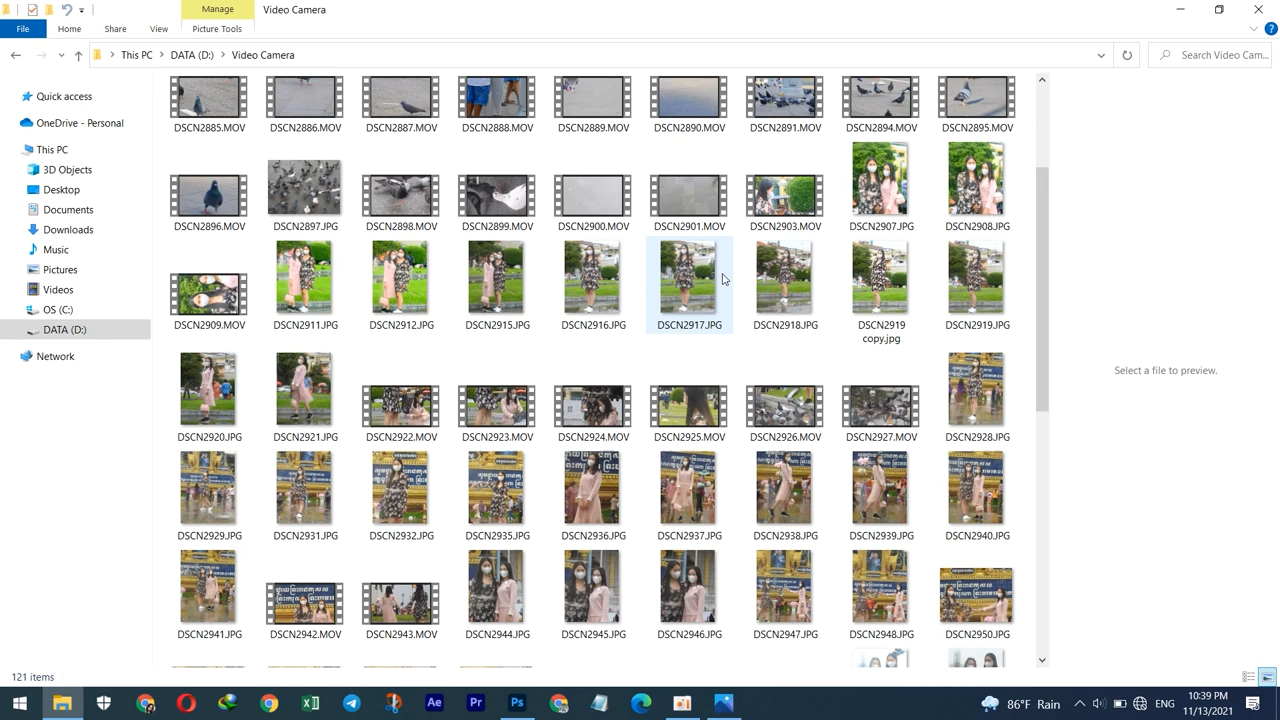 Manage
Video Camera
File
Home
Share
View
Picture Tools
This PC
DATA (D:)
Video Camera
Search Video Cam...
Quick access
OneDrive - Personal
This PC
3D Objects
Desktop
Documents
Downloads
Music
Pictures
Videos
OS (C:)
DATA (D:)
Network
DSCN2885.MOV
DSCN2886.MOV
DSCN2887.MOV
DSCN2888.MOV
DSCN2889.MOV
DSCN2890.MOV
DSCN2891.MOV
DSCN2894.MOV
DSCN2895.MOV
DSCN2896.MOV
DSCN2897.JPG
DSCN2898.MOV
DSCN2899.MOV
DSCN2900.MOV
DSCN2901.MOV
DSCN2903.MOV
DSCN2907.JPG
DSCN2908.JPG
DSCN2909.MOV
DSCN2911.JPG
DSCN2912.JPG
DSCN2915.JPG
DSCN2916.JPG
DSCN2917.JPG
DSCN2918.JPG
DSCN2919
copy.jpg
DSCN2919.JPG
DSCN2920.JPG
DSCN2921.JPG
DSCN2922.MOV
DSCN2923.MOV
DSCN2924.MOV
DSCN2925.MOV
DSCN2926.MOV
DSCN2927.MOV
DSCN2928.JPG
DSCN2929.JPG
DSCN2931.JPG
DSCN2932.JPG
DSCN2935.JPG
DSCN2936.JPG
DSCN2937.JPG
DSCN2938.JPG
DSCN2939.JPG
DSCN2940.JPG
DSCN2941.JPG
DSCN2942.MOV
DSCN2943.MOV
DSCN2944.JPG
DSCN2945.JPG
DSCN2946.JPG
DSCN2947.JPG
DSCN2948.JPG
DSCN2950.JPG
Select a file to preview.
121 items
Ae
Pr
Ps
86°F Rain
ENG
10:39 PM
11/13/2021